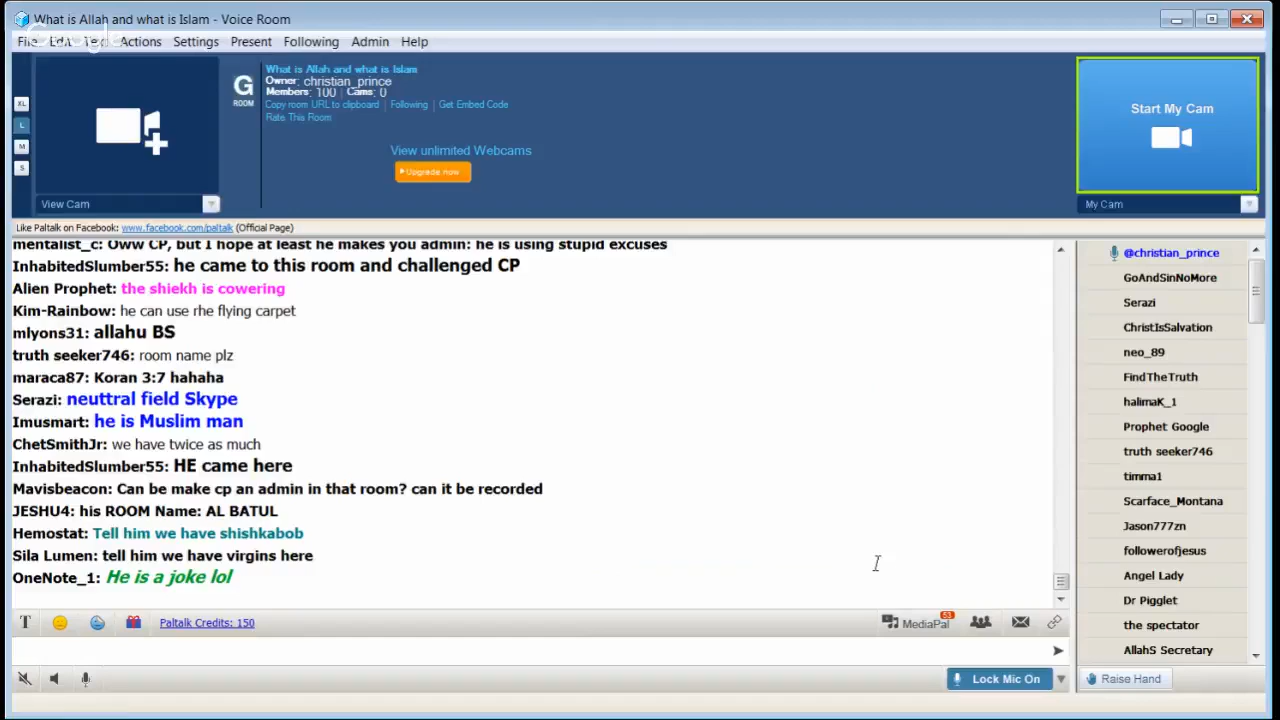 What is Allah and what is Islam - Voice Room
Google
File Edit Text Actions Settings Present Following Admin Help
XL
L
M
S
G
ROOM
What is Allah and what is Islam
Owner: christian_prince
Members: 100 | Cams: 0
Copy room URL to clipboard | Following | Get Embed Code
Rate This Room
View unlimited Webcams
Upgrade now
Start My Cam
View Cam
My Cam
Like Paltalk on Facebook: www.facebook.com/paltalk (Official Page)
mentalist_c: Oww CP, but I hope at least he makes you admin: he is using stupid excuses
InhabitedSlumber55: he came to this room and challenged CP
Alien Prophet: the shiekh is cowering
Kim-Rainbow: he can use rhe flying carpet
mlyons31: allahu BS
truth seeker746: room name plz
maraca87: Koran 3:7 hahaha
Serazi: neuttral field Skype
Imusmart: he is Muslim man
ChetSmithJr: we have twice as much
InhabitedSlumber55: HE came here
Mavisbeacon: Can be make cp an admin in that room? can it be recorded
JESHU4: his ROOM Name: AL BATUL
Hemostat: Tell him we have shishkabob
Sila Lumen: tell him we have virgins here
OneNote_1: He is a joke lol
@christian_prince
GoAndSinNoMore
Serazi
ChristIsSalvation
neo_89
FindTheTruth
halimaK_1
Prophet Google
truth seeker746
timma1
Scarface_Montana
Jason777zn
followerofjesus
Angel Lady
Dr Pigglet
the spectator
AllahS Secretary
T
Paltalk Credits: 150
MediaPal
53
Lock Mic On
Raise Hand